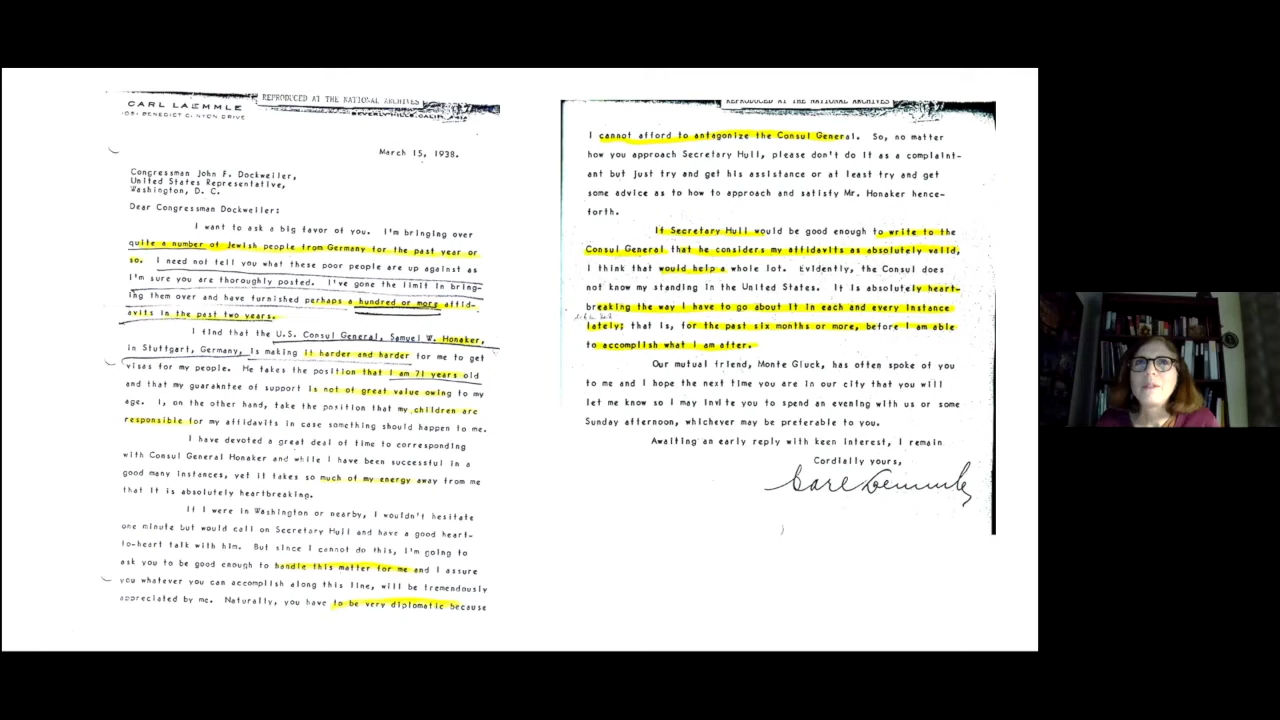 CARL LAEMMLE
REPRODUCED AT THE NATIONAL ARCHIVES
BENEDICT CANYON DRIVE
BEVERLY HILLS, CALIF.
March 15, 1938.
Congressman John F. Dockweiler,
United States Representative,
Washington, D. C.
Dear Congressman Dockweiler:
I want to ask a big favor of you. I'm bringing over
quite a number of Jewish people from Germany for the past year or
so. I need not tell you what these poor people are up against as
I'm sure you are thoroughly posted. I've gone the limit in bring-
ing them over and have furnished perhaps a hundred or more affid-
avits in the past two years.
I find that the U.S. Consul General, Samuel W. Honaker,
in Stuttgart, Germany, is making it harder and harder for me to get
visas for my people. He takes the position that I am 71 years old
and that my guarantee of support is not of great value owing to my
age. I, on the other hand, take the position that my children are
responsible for my affidavits in case something should happen to me.
I have devoted a great deal of time to corresponding
with Consul General Honaker and while I have been successful in a
good many instances, yet it takes so much of my energy away from me
that it is absolutely heartbreaking.
If I were in Washington or nearby, I wouldn't hesitate
one minute but would call on Secretary Hull and have a good heart-
to-heart talk with him. But since I cannot do this, I'm going to
ask you to be good enough to handle this matter for me and I assure
you whatever you can accomplish along this line, will be tremendously
appreciated by me. Naturally, you have to be very diplomatic because
REPRODUCED AT THE NATIONAL ARCHIVES
I cannot afford to antagonize the Consul General. So, no matter
how you approach Secretary Hull, please don't do it as a complaint-
ant but just try and get his assistance or at least try and get
some advice as to how to approach and satisfy Mr. Honaker hence-
forth.
If Secretary Hull would be good enough to write to the
Consul General that he considers my affidavits as absolutely valid,
I think that would help a whole lot. Evidently, the Consul does
not know my standing in the United States. It is absolutely heart-
breaking the way I have to go about it in each and every instance
lately; that is, for the past six months or more, before I am able
to accomplish what I am after.
Our mutual friend, Monte Gluck, has often spoke of you
to me and I hope the next time you are in our city that you will
let me know so I may invite you to spend an evening with us or some
Sunday afternoon, whichever may be preferable to you.
Awaiting an early reply with keen interest, I remain
Cordially yours,
Carl Laemmle